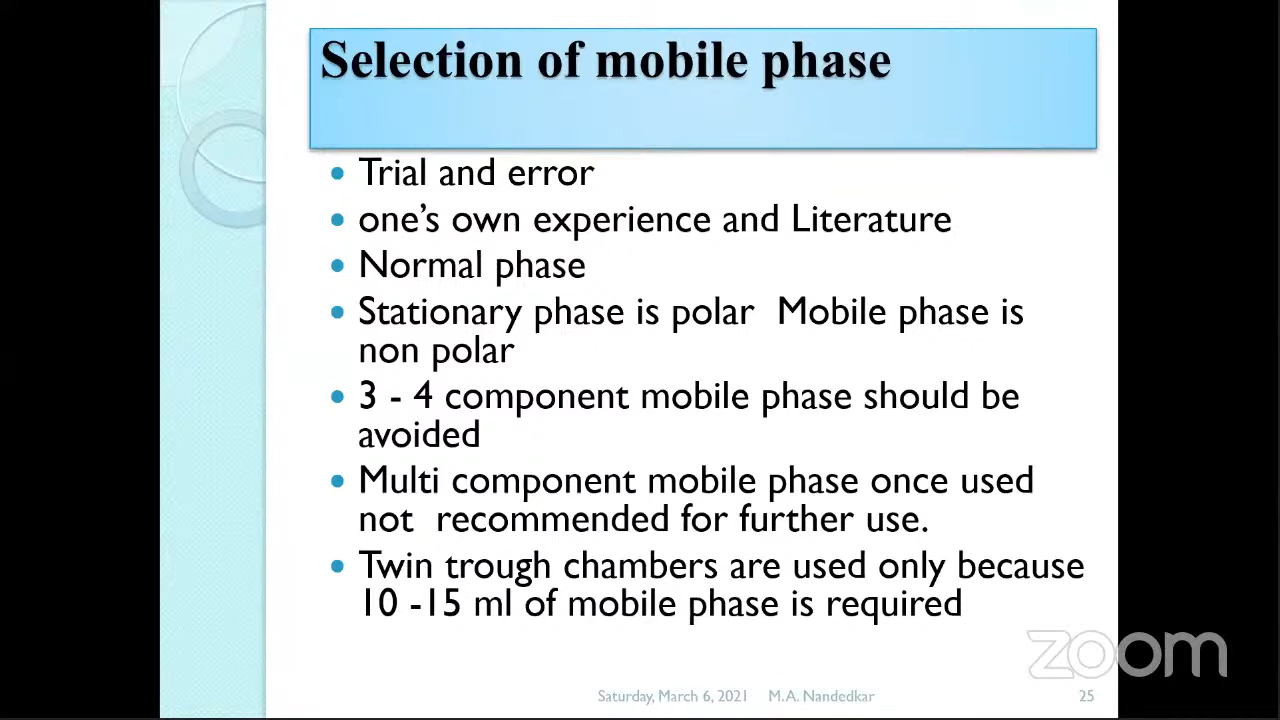 Selection of mobile phase
• Trial and error
• one’s own experience and Literature
• Normal phase
• Stationary phase is polar  Mobile phase is
non polar
• 3 - 4 component mobile phase should be
avoided
• Multi component mobile phase once used
not  recommended for further use.
• Twin trough chambers are used only because
10 -15 ml of mobile phase is required
zoom
Saturday, March 6, 2021 M.A. Nandedkar 25